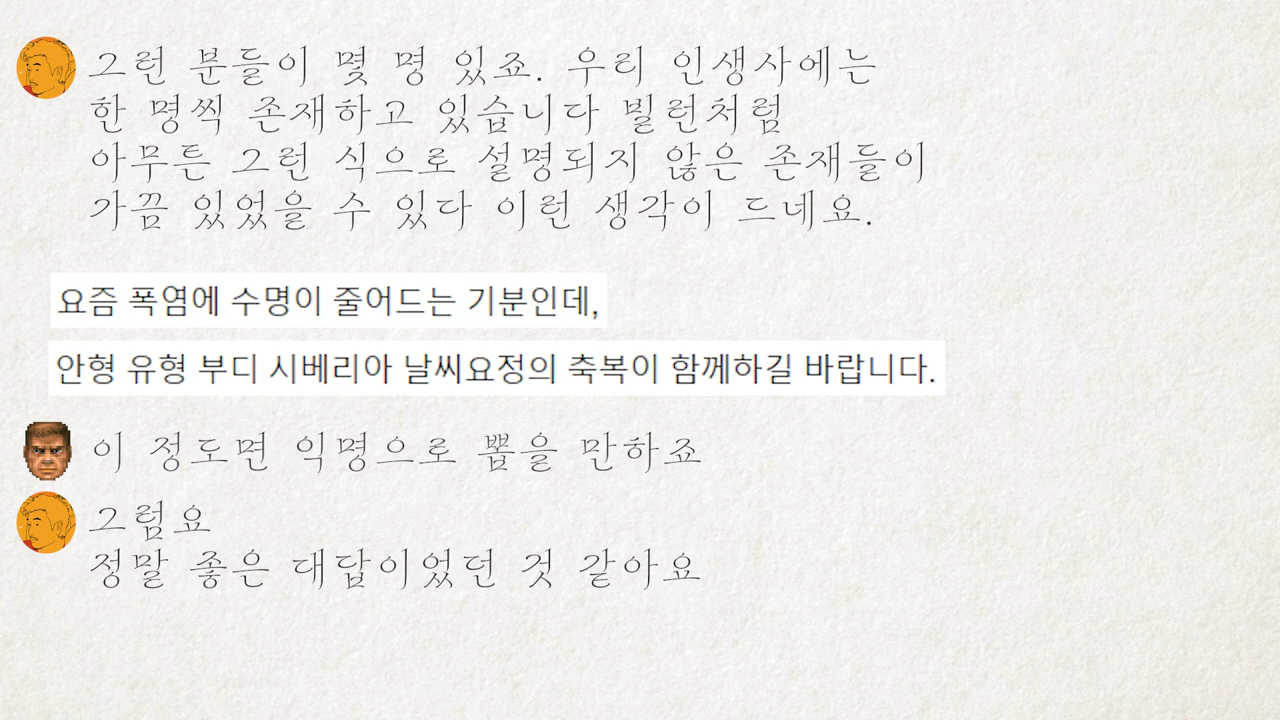 그런 분들이 몇 명 있죠. 우리 인생사에는
한 명씩 존재하고 있습니다 빌런처럼
아무튼 그런 식으로 설명되지 않은 존재들이
가끔 있었을 수 있다 이런 생각이 드네요.
요즘 폭염에 수명이 줄어드는 기분인데,
안형 유형 부디 시베리아 날씨요정의 축복이 함께하길 바랍니다.
이 정도면 익명으로 뽑을 만하죠
그럼요
정말 좋은 대답이었던 것 같아요